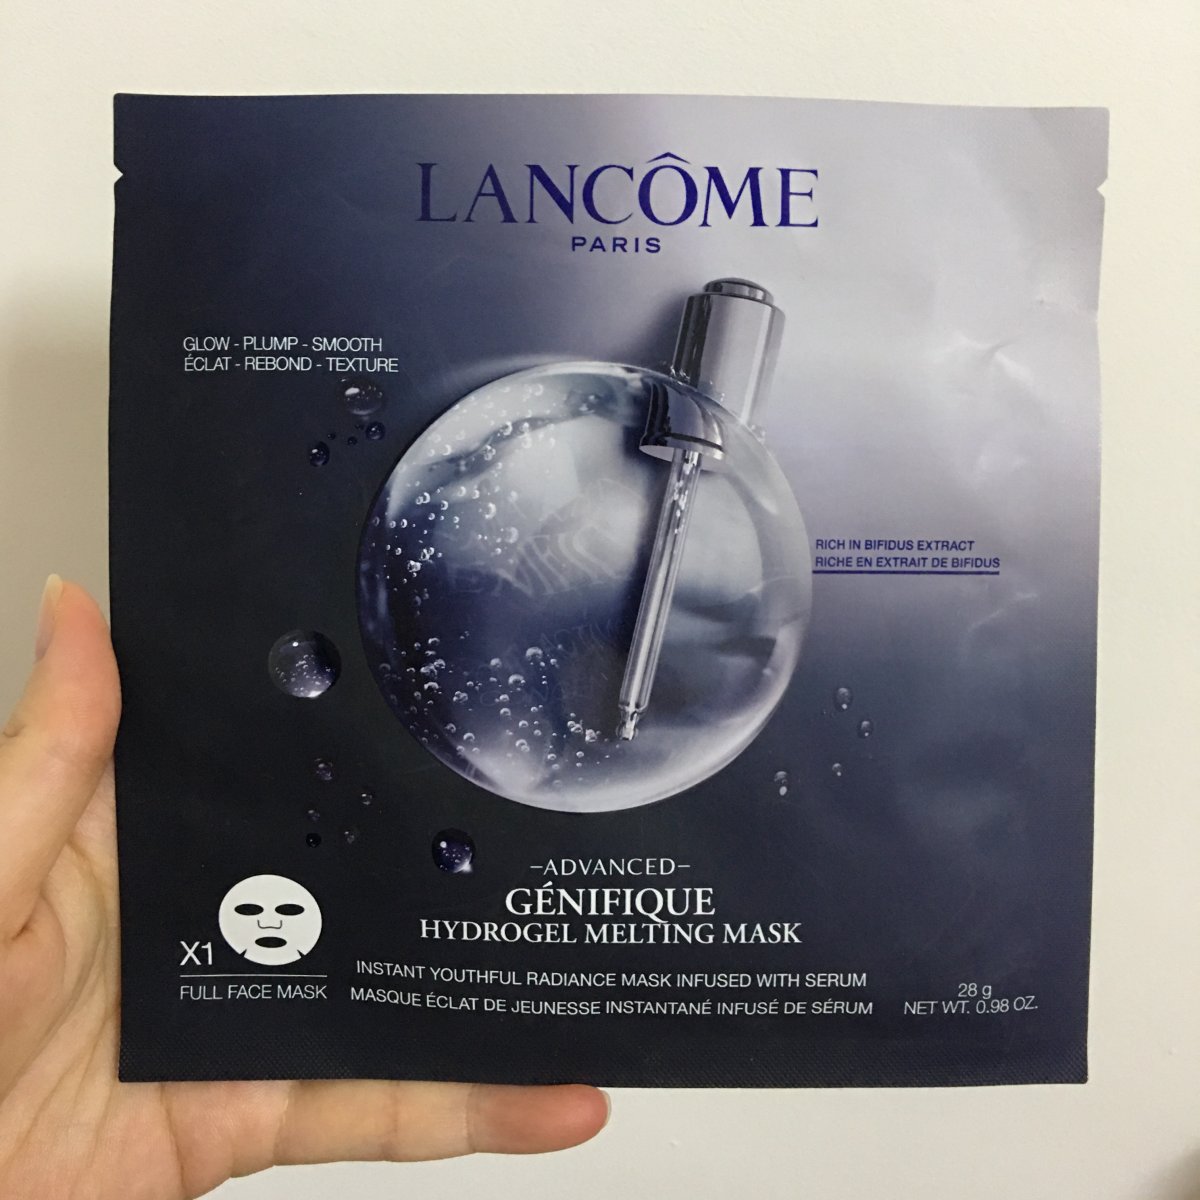 LANCÔME
PARIS
GLOW - PLUMP - SMOOTH
ÉCLAT - REBOND - TEXTURE
RICH IN BIFIDUS EXTRACT
RICHE EN EXTRAIT DE BIFIDUS
-ADVANCED-
GÉNIFIQUE
HYDROGEL MELTING MASK
X1
FULL FACE MASK
INSTANT YOUTHFUL RADIANCE MASK INFUSED WITH SERUM
MASQUE ÉCLAT DE JEUNESSE INSTANTANÉ INFUSÉ DE SÉRUM
28 g
NET WT. 0.98 OZ.